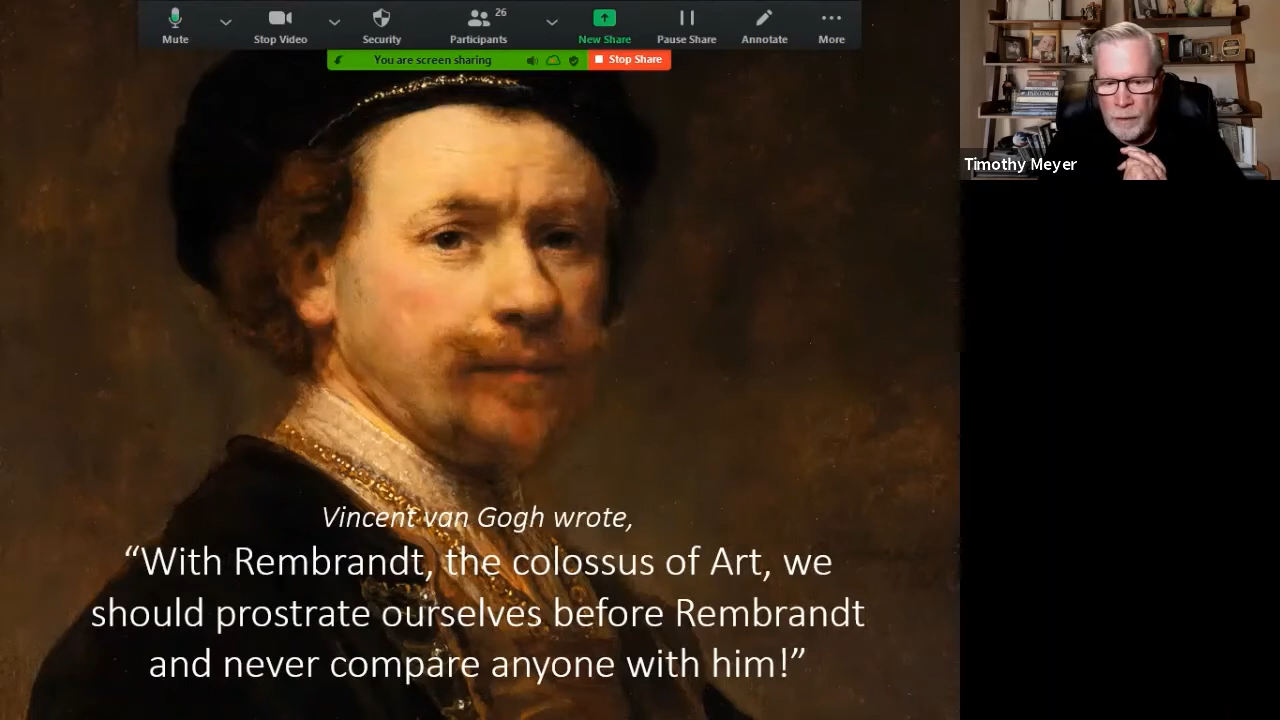 26
Mute
Stop Video
Security
Participants
New Share
Pause Share
Annotate
More
You are screen sharing
Stop Share
Timothy Meyer
Vincent van Gogh wrote,
“With Rembrandt, the colossus of Art, we
should prostrate ourselves before Rembrandt
and never compare anyone with him!”